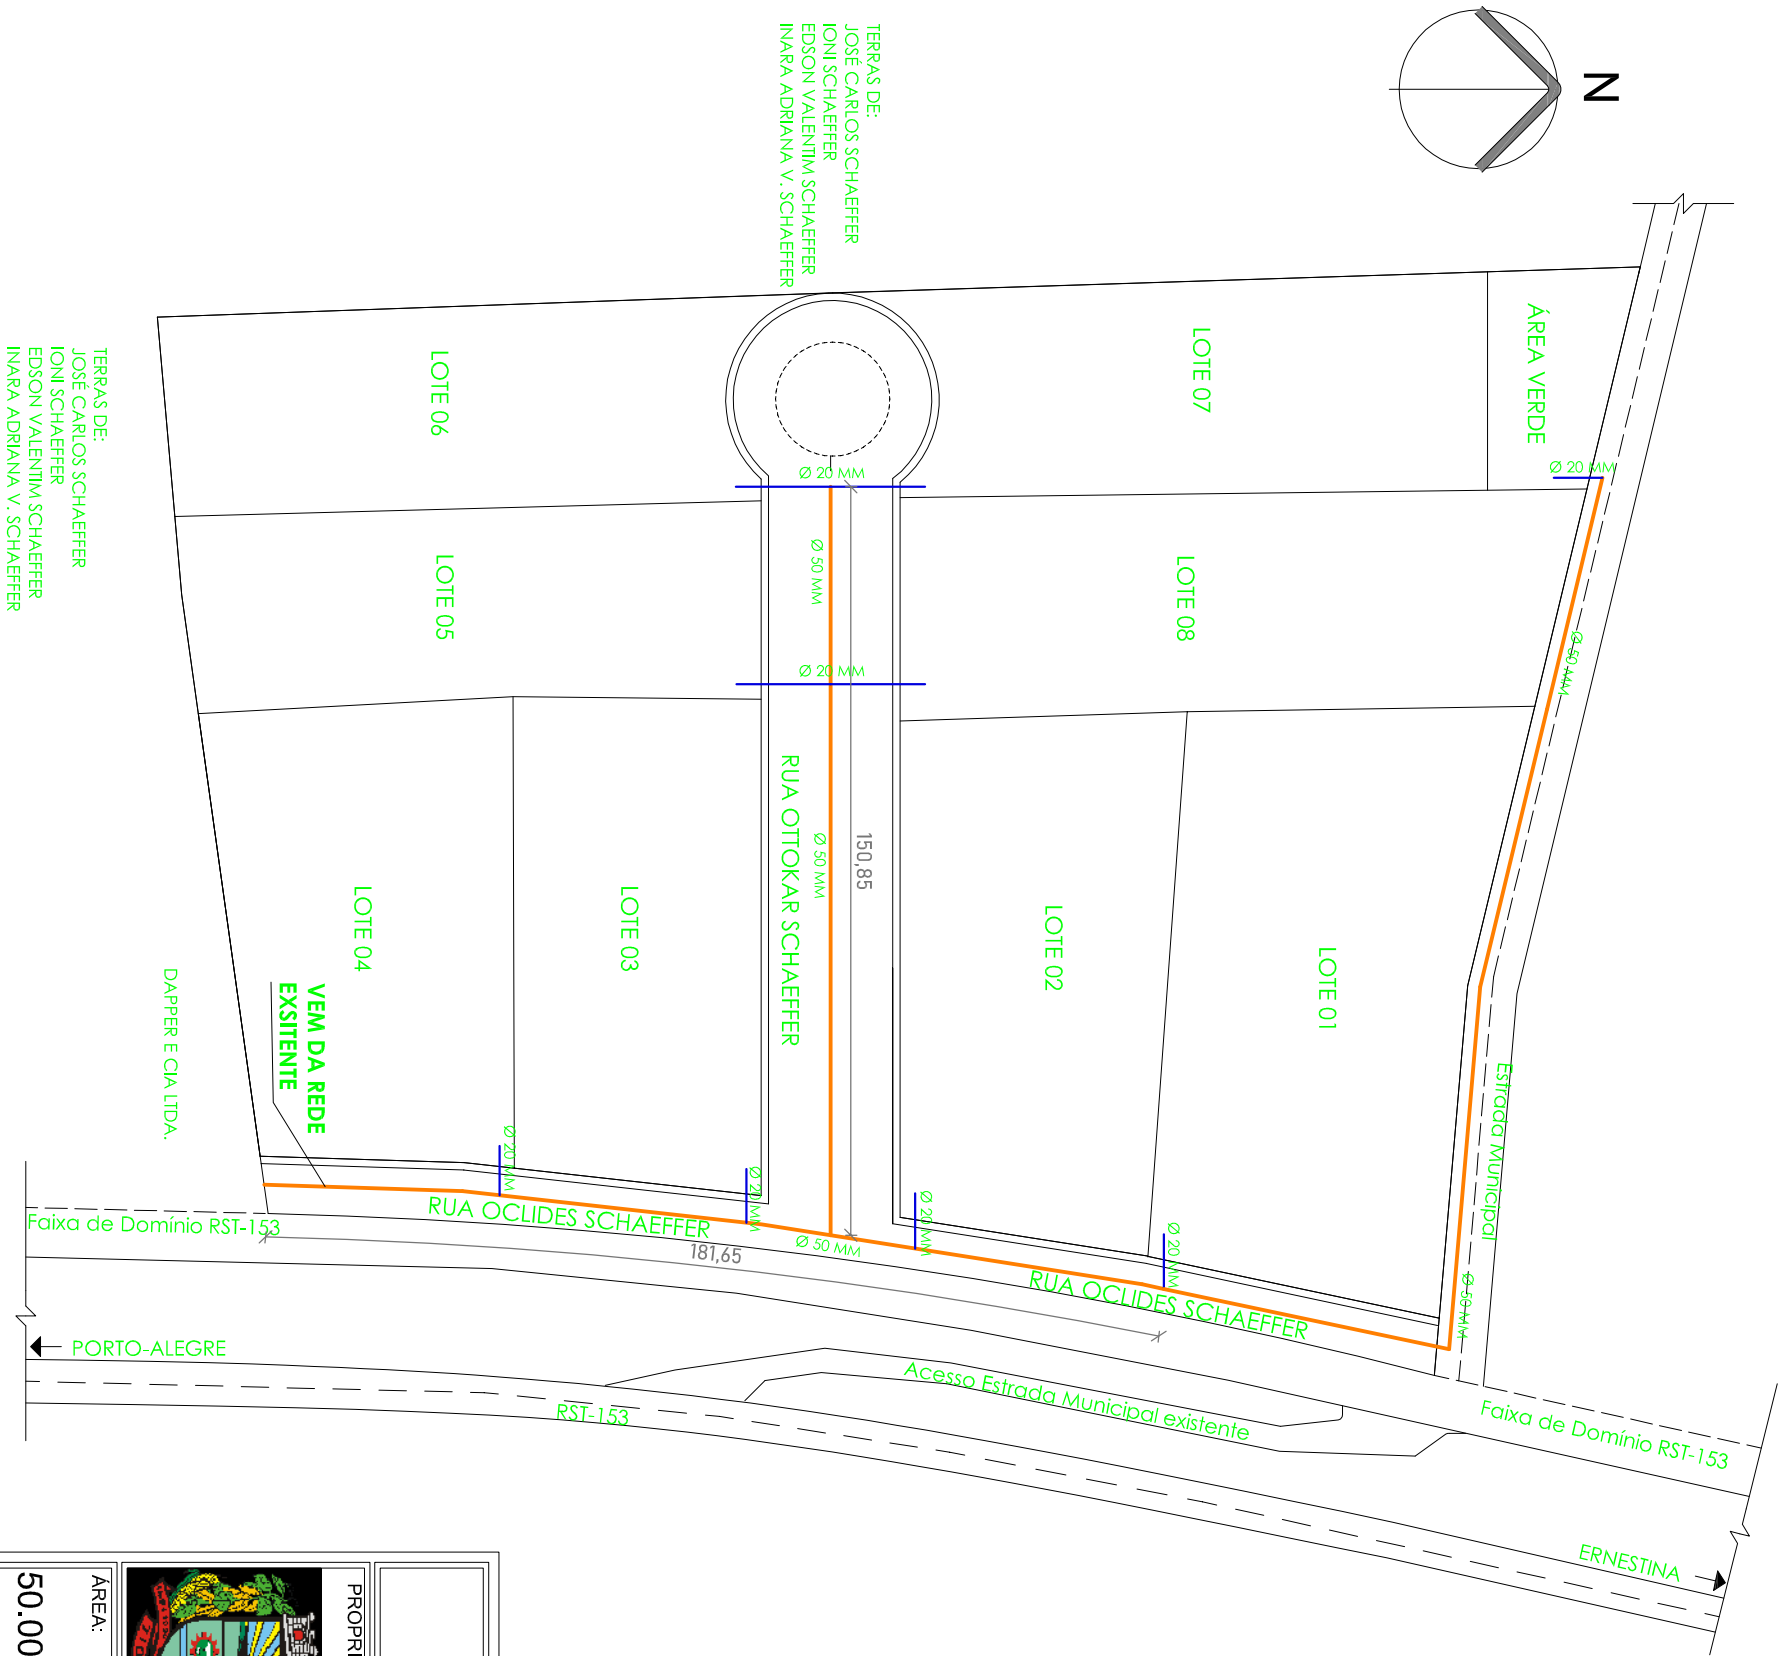 N
TERRAS DE:
JOSÉ CARLOS SCHAEFFER
IONI SCHAEFFER
EDSON VALENTIM SCHAEFFER
INARA ADRIANA V. SCHAEFFER
ÁREA VERDE
LOTE 07
LOTE 06
Ø 20 MM
Ø 20 MM
TERRAS DE:
JOSÉ CARLOS SCHAEFFER
IONI SCHAEFFER
EDSON VALENTIM SCHAEFFER
INARA ADRIANA V. SCHAEFFER
LOTE 05
Ø 50 MM
LOTE 08
Ø 50 MM
Ø 20 MM
RUA OTTOKAR SCHAEFFER
Ø 50 MM
150,85
LOTE 04
LOTE 03
LOTE 02
LOTE 01
DAPPER E CIA LTDA.
VEM DA REDE
EXSITENTE
Estrada Municipal
Ø 20 MM
Ø 20 MM
Ø 20 MM
Ø 20 MM
Ø 50 MM
Faixa de Domínio RST-153
RUA OCLIDES SCHAEFFER
Ø 50 MM
181,65
RUA OCLIDES SCHAEFFER
PORTO-ALEGRE
Acesso Estrada Municipal existente
RST-153
Faixa de Domínio RST-153
ERNESTINA
ÁREA:
50.00